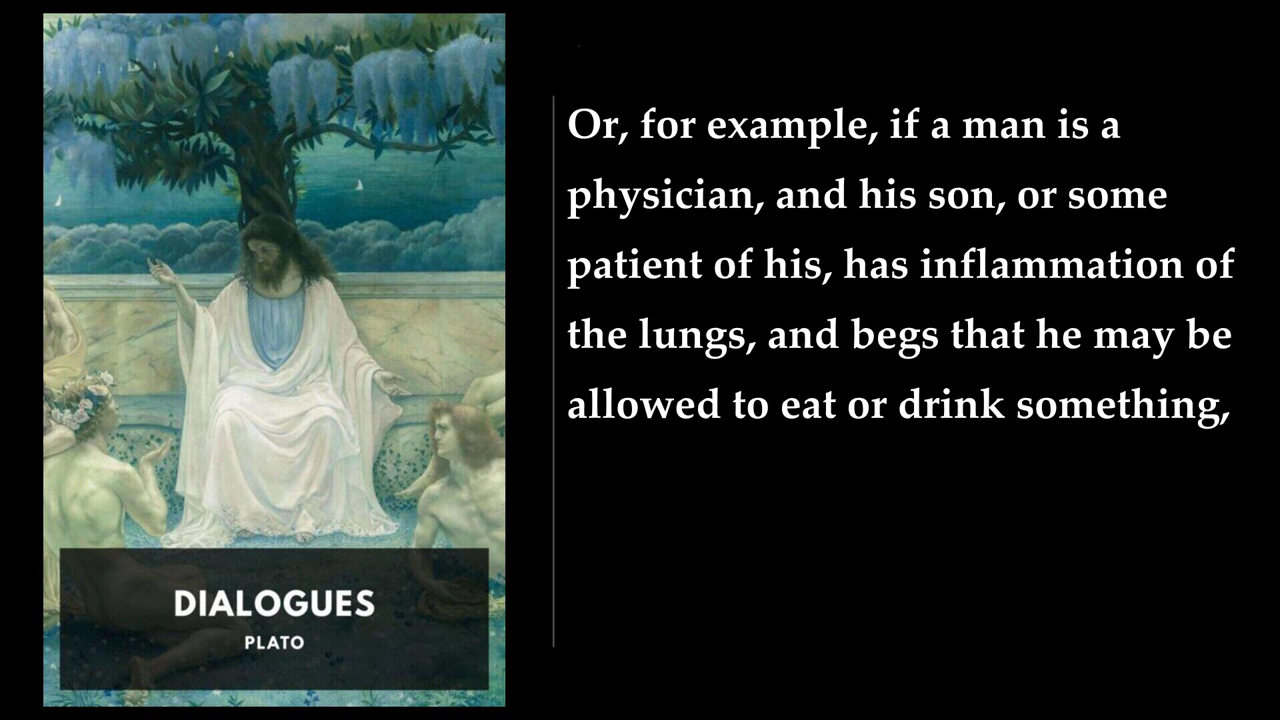 DIALOGUES
PLATO
Or, for example, if a man is a
physician, and his son, or some
patient of his, has inflammation of
the lungs, and begs that he may be
allowed to eat or drink something,